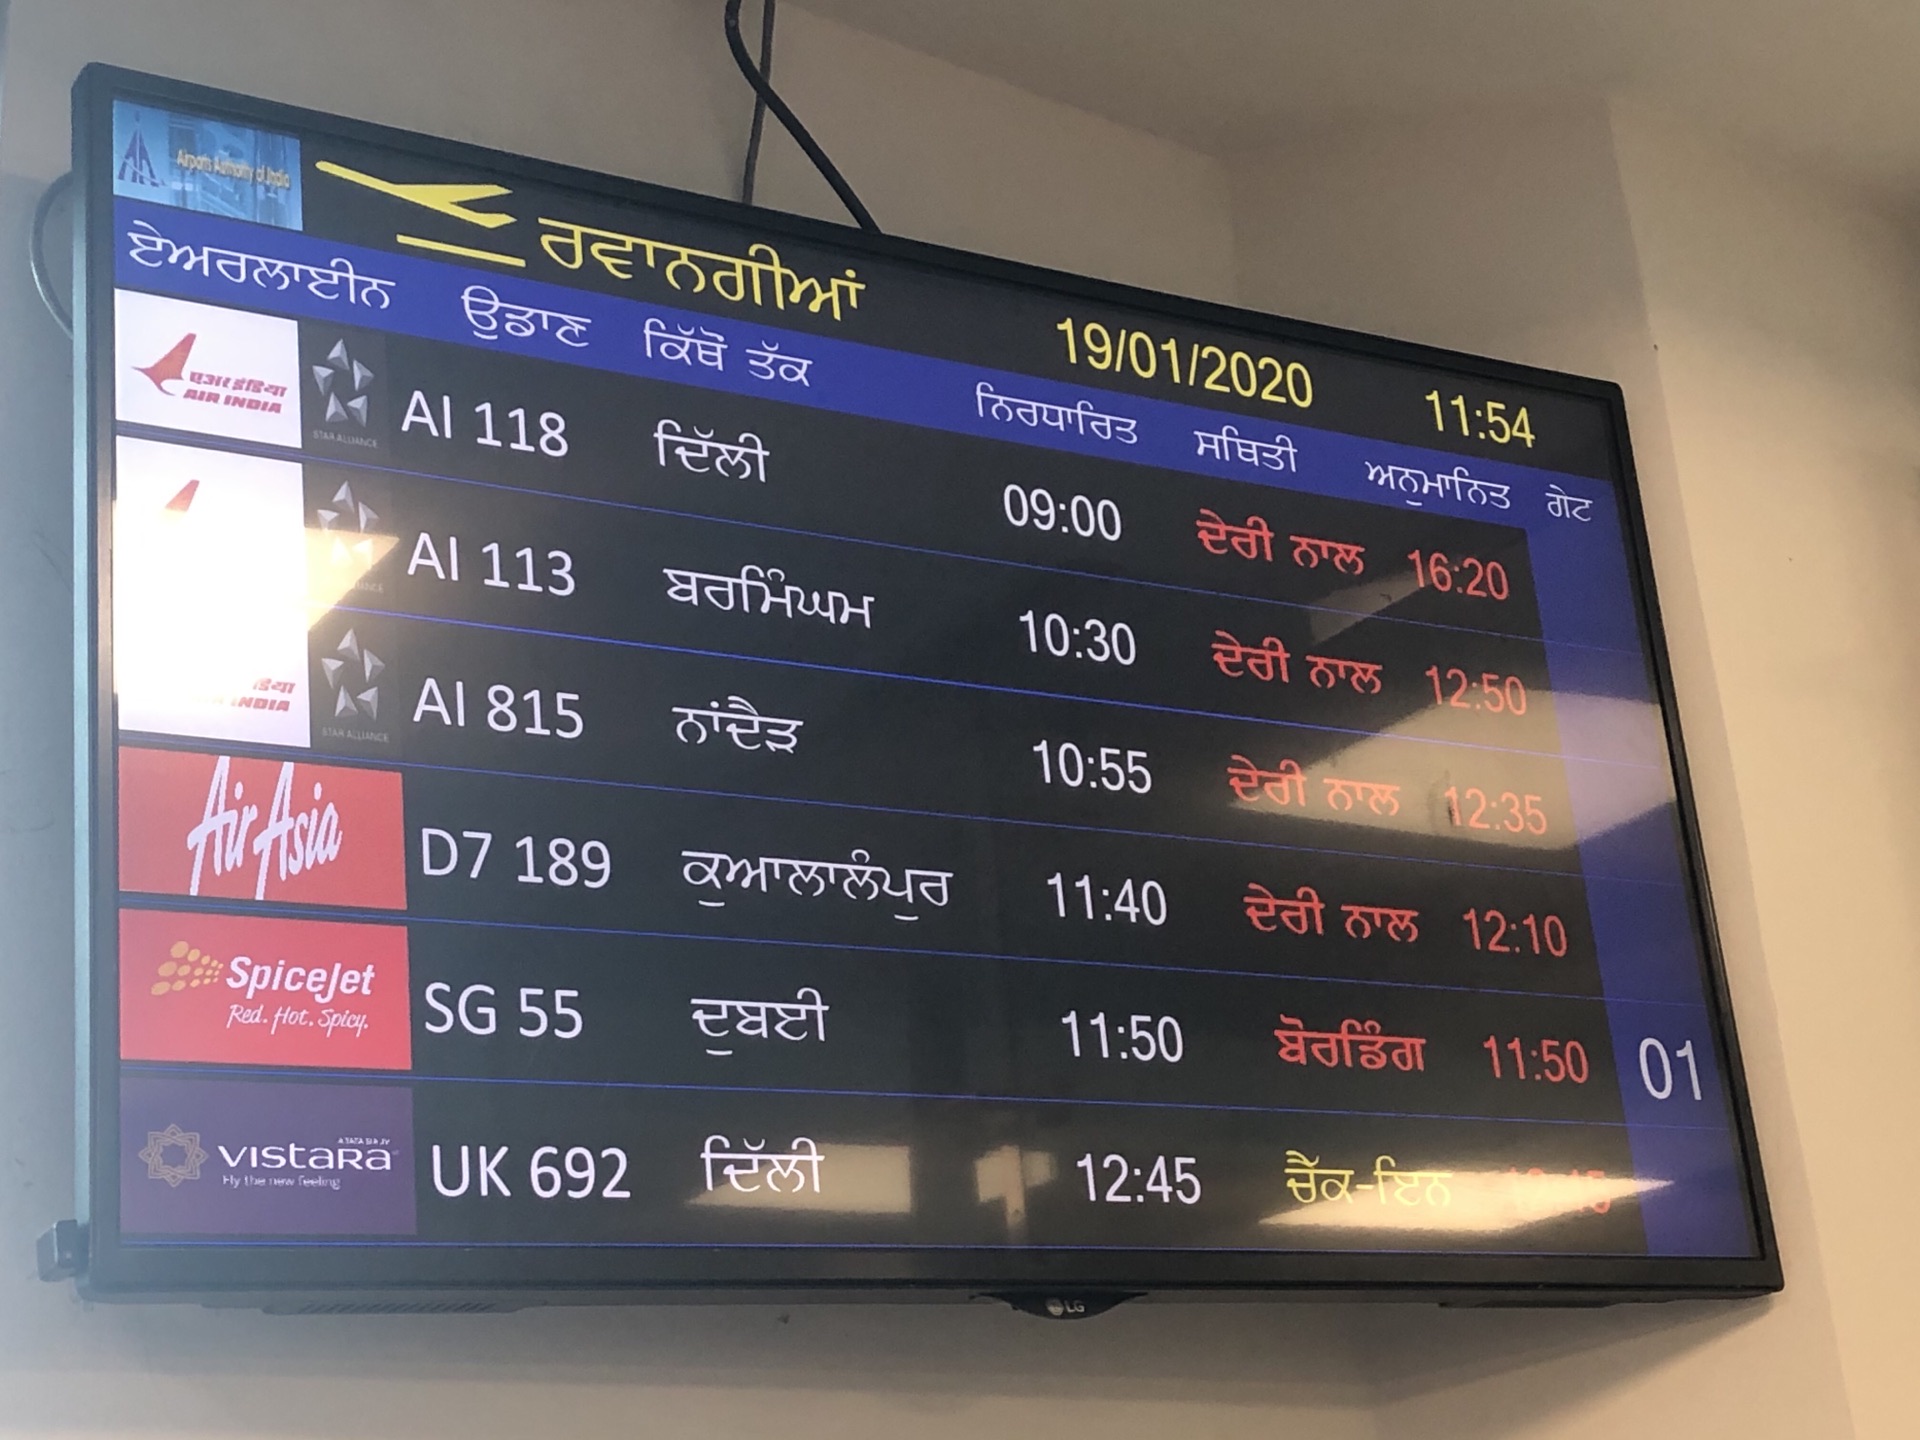 Airports Authority of India
ਰਵਾਨਗੀਆਂ 19/01/2020 11:54
ਏਅਰਲਾਈਨ ਉਡਾਣ ਕਿੱਥੋਂ ਤੱਕ ਨਿਰਧਾਰਿਤ ਸਥਿਤੀ ਅਨੁਮਾਨਿਤ ਗੇਟ
एअर इंडिया AIR INDIA STAR ALLIANCE AI 118 ਦਿੱਲੀ 09:00 ਦੇਰੀ ਨਾਲ 16:20
AI 113 ਬਰਮਿੰਘਮ 10:30 ਦੇਰੀ ਨਾਲ 12:50
INDIA STAR ALLIANCE AI 815 ਨਾਂਦੈੜ 10:55 ਦੇਰੀ ਨਾਲ 12:35
AirAsia D7 189 ਕੁਆਲਾਲੰਪੁਰ 11:40 ਦੇਰੀ ਨਾਲ 12:10
SpiceJet Red. Hot. Spicy. SG 55 ਦੁਬਈ 11:50 ਬੋਰਡਿੰਗ 11:50 01
VISTARA Fly the new feeling UK 692 ਦਿੱਲੀ 12:45 ਚੈੱਕ-ਇਨ
LG